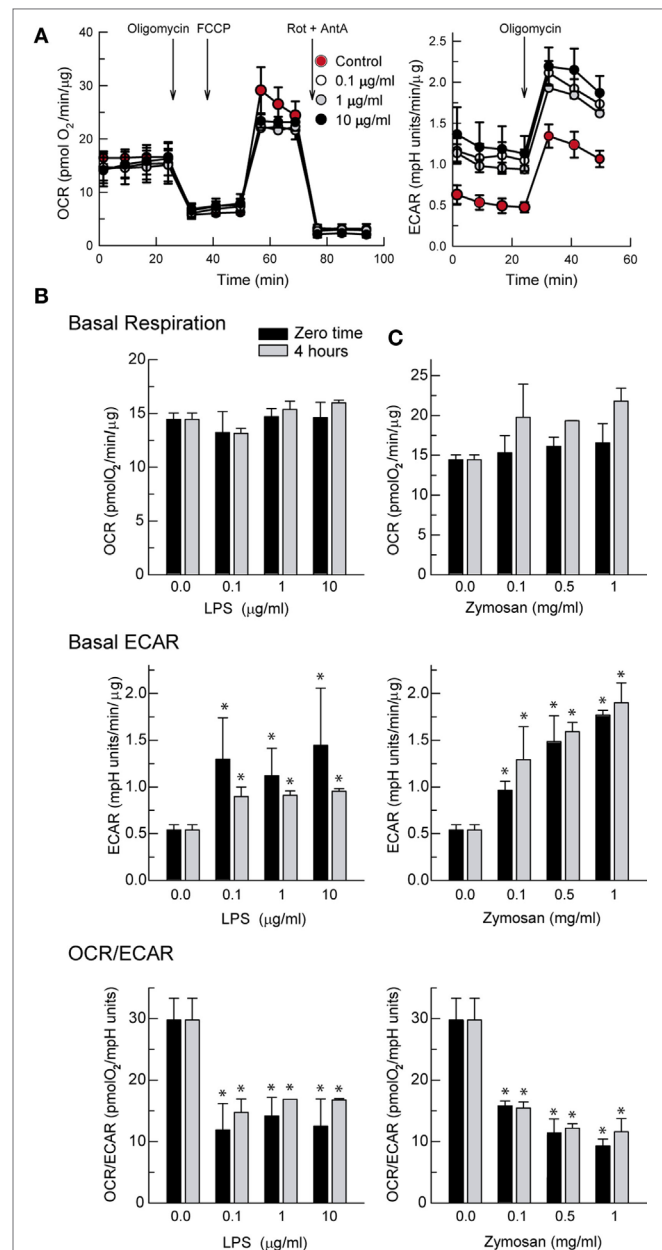 A
Oligomycin FCCP Rot + AntA
Oligomycin
Control
0.1 µg/ml
1 µg/ml
10 µg/ml
OCR (pmol O2/min/µg)
40
30
20
10
0
0 20 40 60 80 100
Time (min)
ECAR (mpH units/min/µg)
2.5
2.0
1.5
1.0
0.5
0.0
0 20 40 60
Time (min)
B
Basal Respiration
Zero time
4 hours
C
OCR (pmolO2/min/µg)
20
15
10
5
0
0.0 0.1 1 10
LPS (µg/ml)
OCR (pmolO2/min/µg)
25
20
15
10
5
0
0.0 0.1 0.5 1
Zymosan (mg/ml)
Basal ECAR
ECAR (mpH units/min/µg)
2.0
1.5
1.0
0.5
0.0
* * * * * *
0.0 0.1 1 10
LPS (µg/ml)
ECAR (mpH units/min/µg)
2.0
1.5
1.0
0.5
0.0
* * * * * *
0.0 0.1 0.5 1
Zymosan (mg/ml)
OCR/ECAR
OCR/ECAR (pmolO2/mpH units)
30
20
10
0
* * * * * *
0.0 0.1 1 10
LPS (µg/ml)
OCR/ECAR (pmolO2/mpH units)
30
20
10
0
* * * * * *
0.0 0.1 0.5 1
Zymosan (mg/ml)